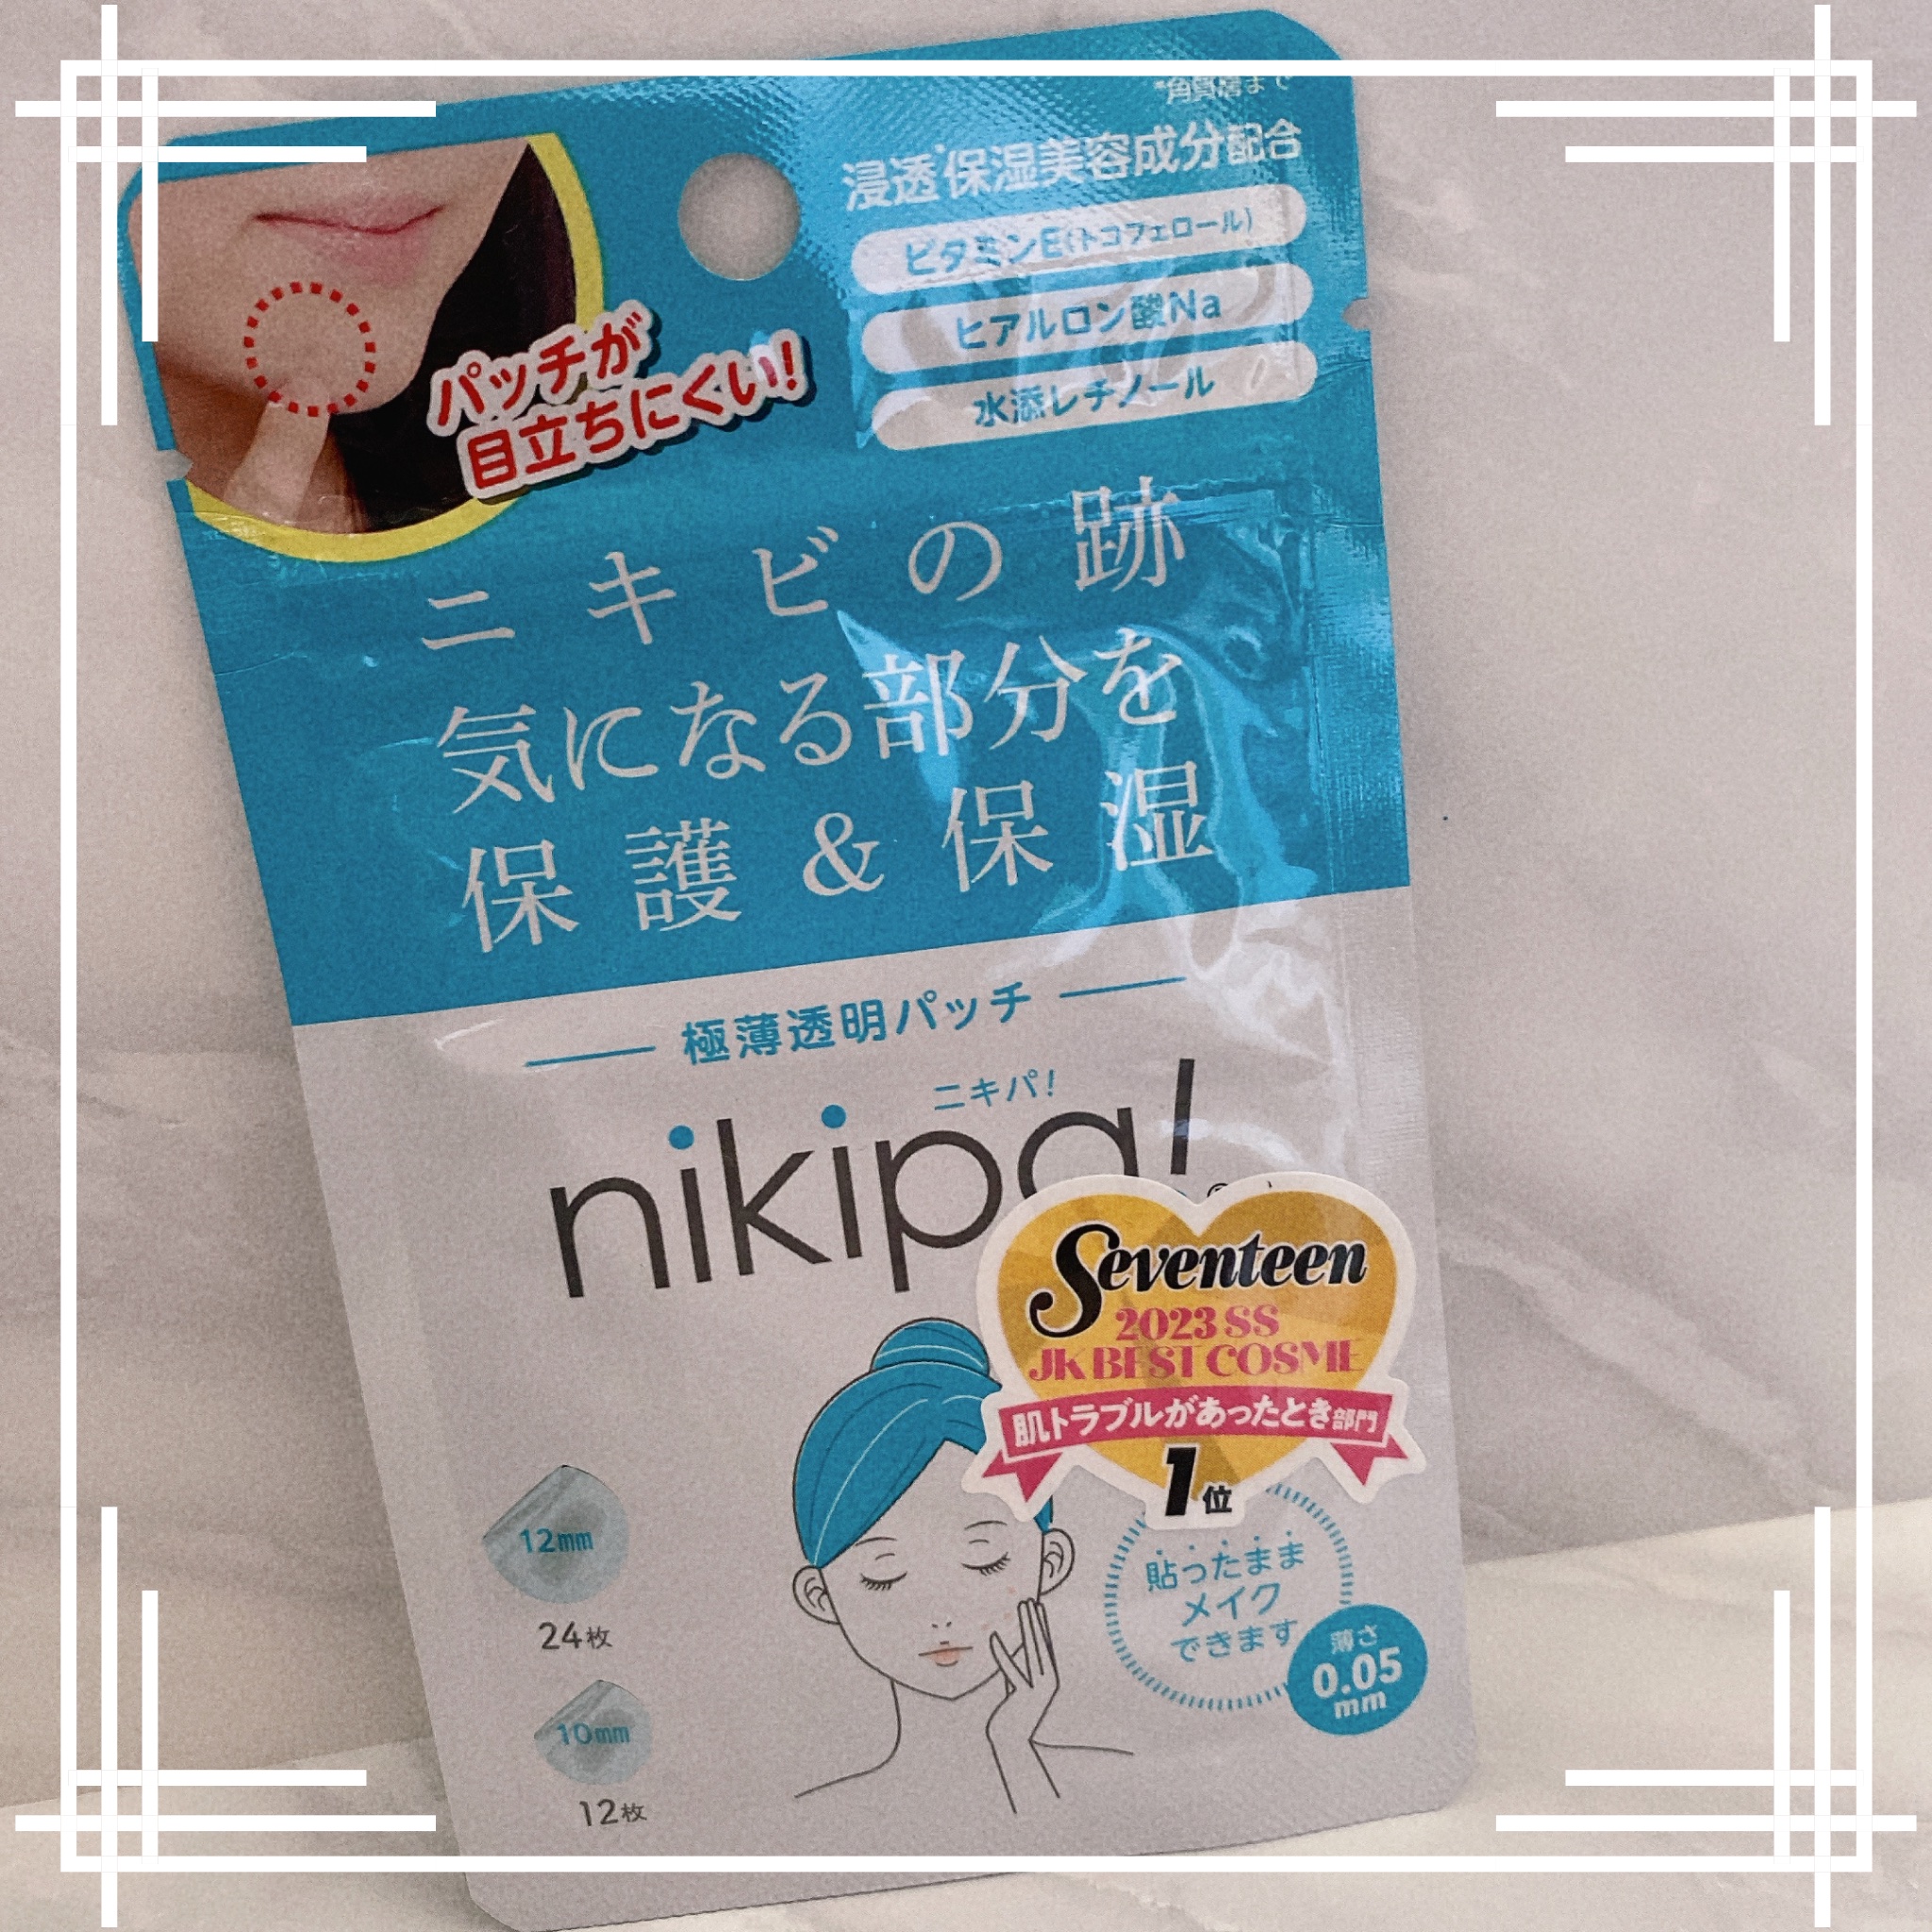 *角質層まで
浸透*保湿美容成分配合
ビタミンE(トコフェロール)
ヒアルロン酸Na
水添レチノール
パッチが
目立ちにくい!
ニキビの跡
気になる部分を
保護&保湿
極薄透明パッチ
ニキパ!
nikipa!
Seventeen
2023 SS
JK BEST COSME
肌トラブルがあったとき部門
1位
12mm
24枚
10mm
12枚
貼ったまま
メイク
できます
薄さ
0.05
mm